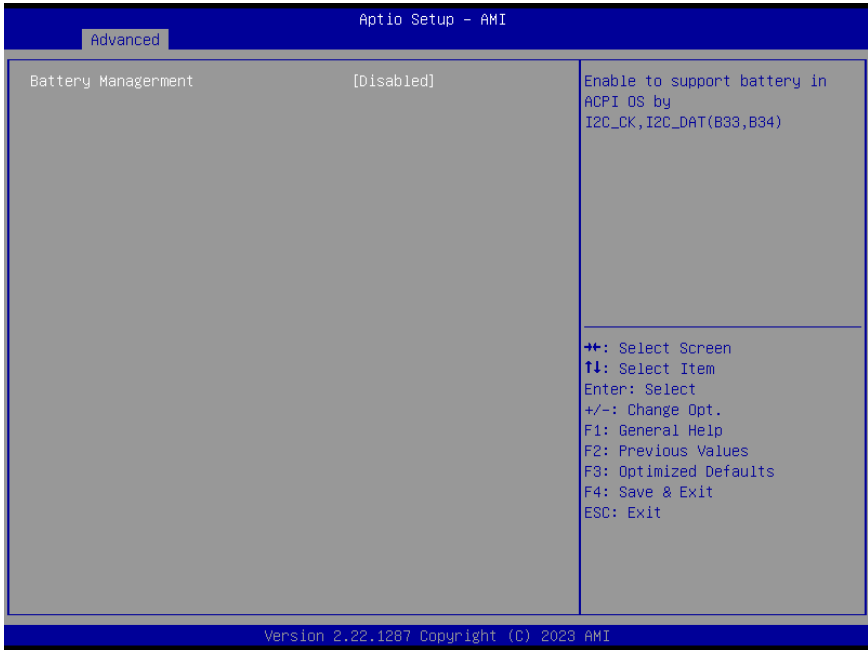 Aptio Setup – AMI
Advanced
Battery Managerment [Disabled]
Enable to support battery in
ACPI OS by
I2C_CK,I2C_DAT(B33,B34)
→←: Select Screen
↑↓: Select Item
Enter: Select
+/-: Change Opt.
F1: General Help
F2: Previous Values
F3: Optimized Defaults
F4: Save & Exit
ESC: Exit
Version 2.22.1287 Copyright (C) 2023 AMI